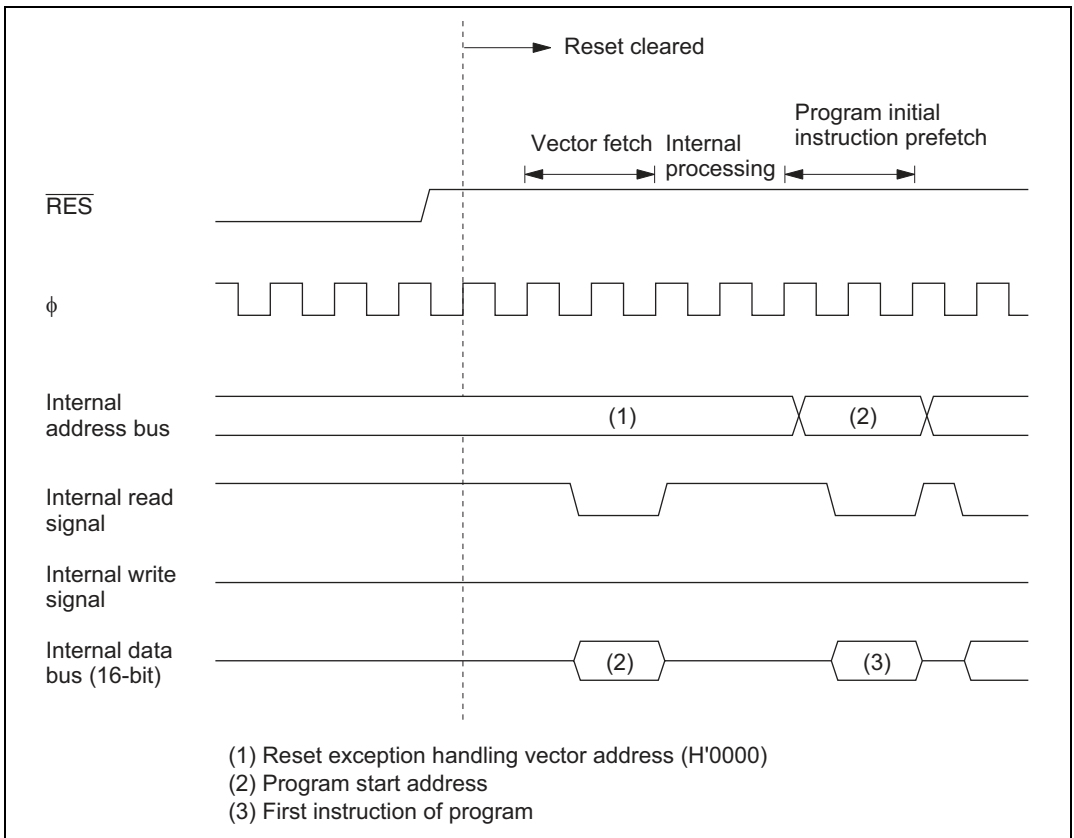 Reset cleared
Program initial
instruction prefetch
Vector fetch
Internal
processing
RES
ϕ
Internal
address bus
(1)
(2)
Internal read
signal
Internal write
signal
Internal data
bus (16-bit)
(2)
(3)
(1) Reset exception handling vector address (H'0000)
(2) Program start address
(3) First instruction of program